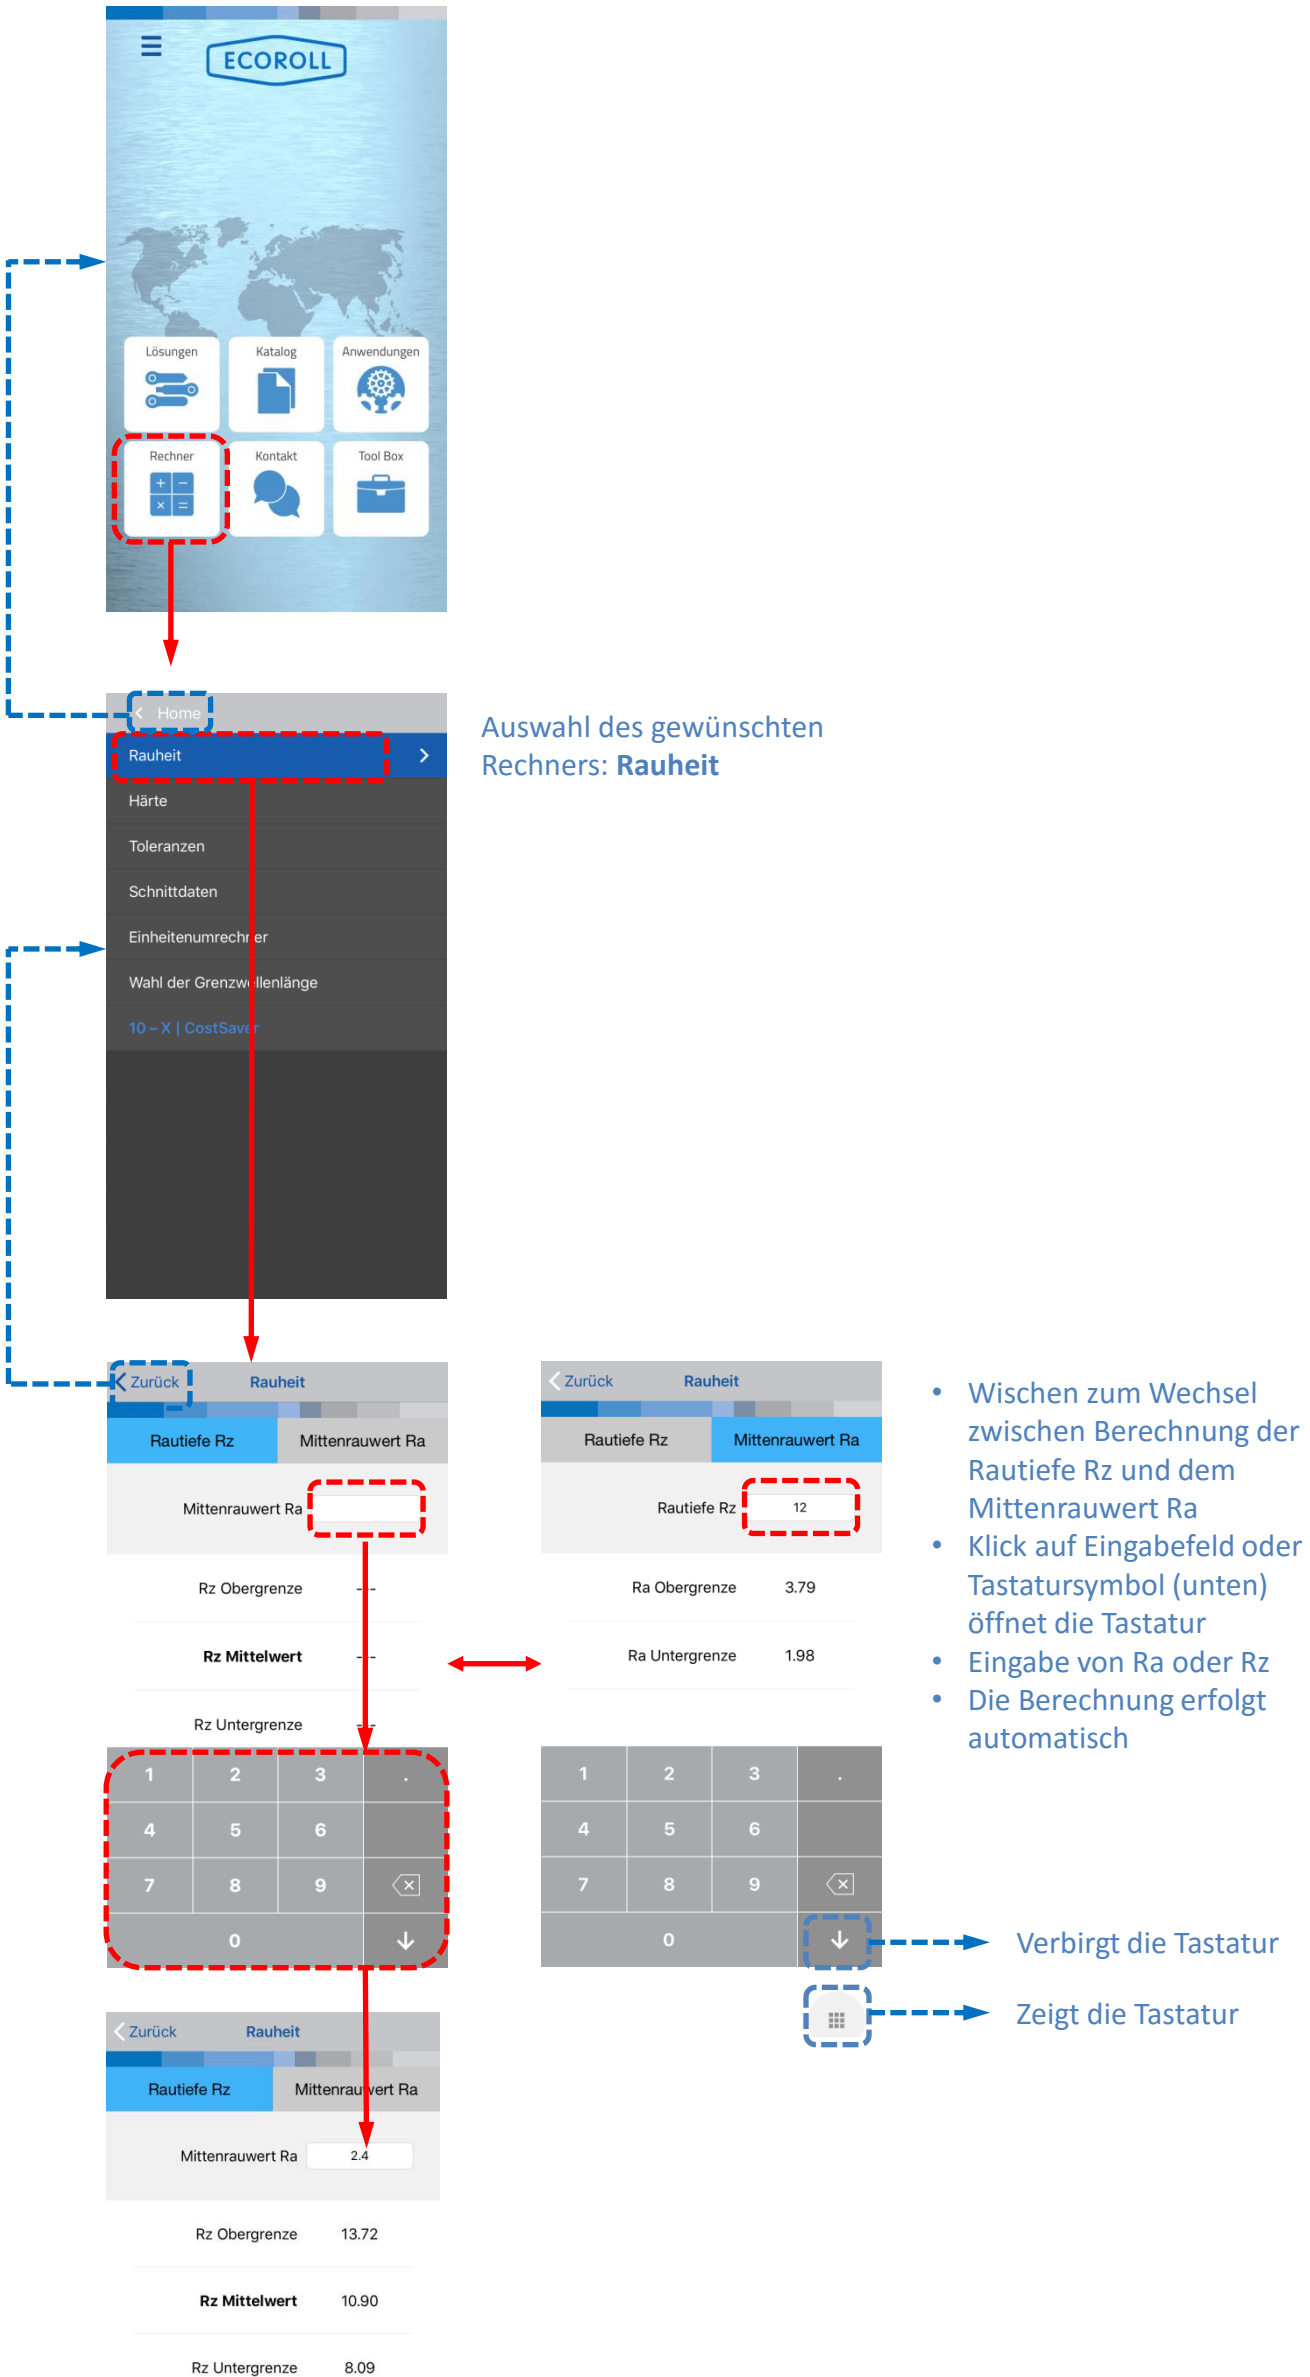 ECOROLL
Lösungen
Katalog
Anwendungen
Rechner
Kontakt
Tool Box
Home
Rauheit
Härte
Toleranzen
Schnittdaten
Einheitenumrechner
Wahl der Grenzwellenlänge
10 – X | CostSaver
Auswahl des gewünschten
Rechners: Rauheit
Zurück Rauheit
Rautiefe Rz Mittenrauwert Ra
Mittenrauwert Ra
Rz Obergrenze ---
Rz Mittelwert ---
Rz Untergrenze ---
1 2 3 .
4 5 6
7 8 9
0
Zurück Rauheit
Rautiefe Rz Mittenrauwert Ra
Rautiefe Rz 12
Ra Obergrenze 3.79
Ra Untergrenze 1.98
1 2 3 .
4 5 6
7 8 9
0
• Wischen zum Wechsel
zwischen Berechnung der
Rautiefe Rz und dem
Mittenrauwert Ra
• Klick auf Eingabefeld oder
Tastatursymbol (unten)
öffnet die Tastatur
• Eingabe von Ra oder Rz
• Die Berechnung erfolgt
automatisch
Verbirgt die Tastatur
Zeigt die Tastatur
Zurück Rauheit
Rautiefe Rz Mittenrauwert Ra
Mittenrauwert Ra 2.4
Rz Obergrenze 13.72
Rz Mittelwert 10.90
Rz Untergrenze 8.09